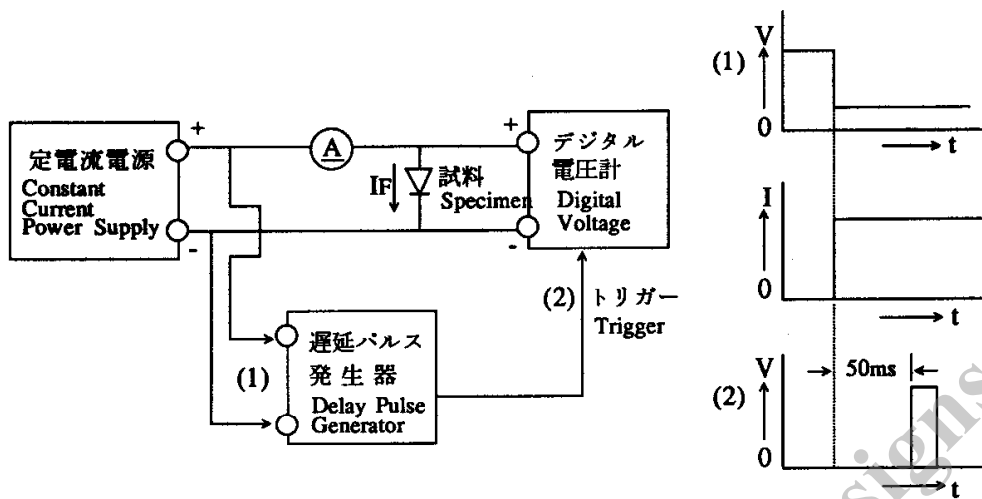 定電流電源
Constant
Current
Power Supply
+
-
A
IF
試料
Specimen
+
-
デジタル
電圧計
Digital
Voltage
(1)
遅延パルス
発生器
Delay Pulse
Generator
(2) トリガー
Trigger
(1)
V
0
t
I
0
t
(2)
V
0
50ms
t
signs